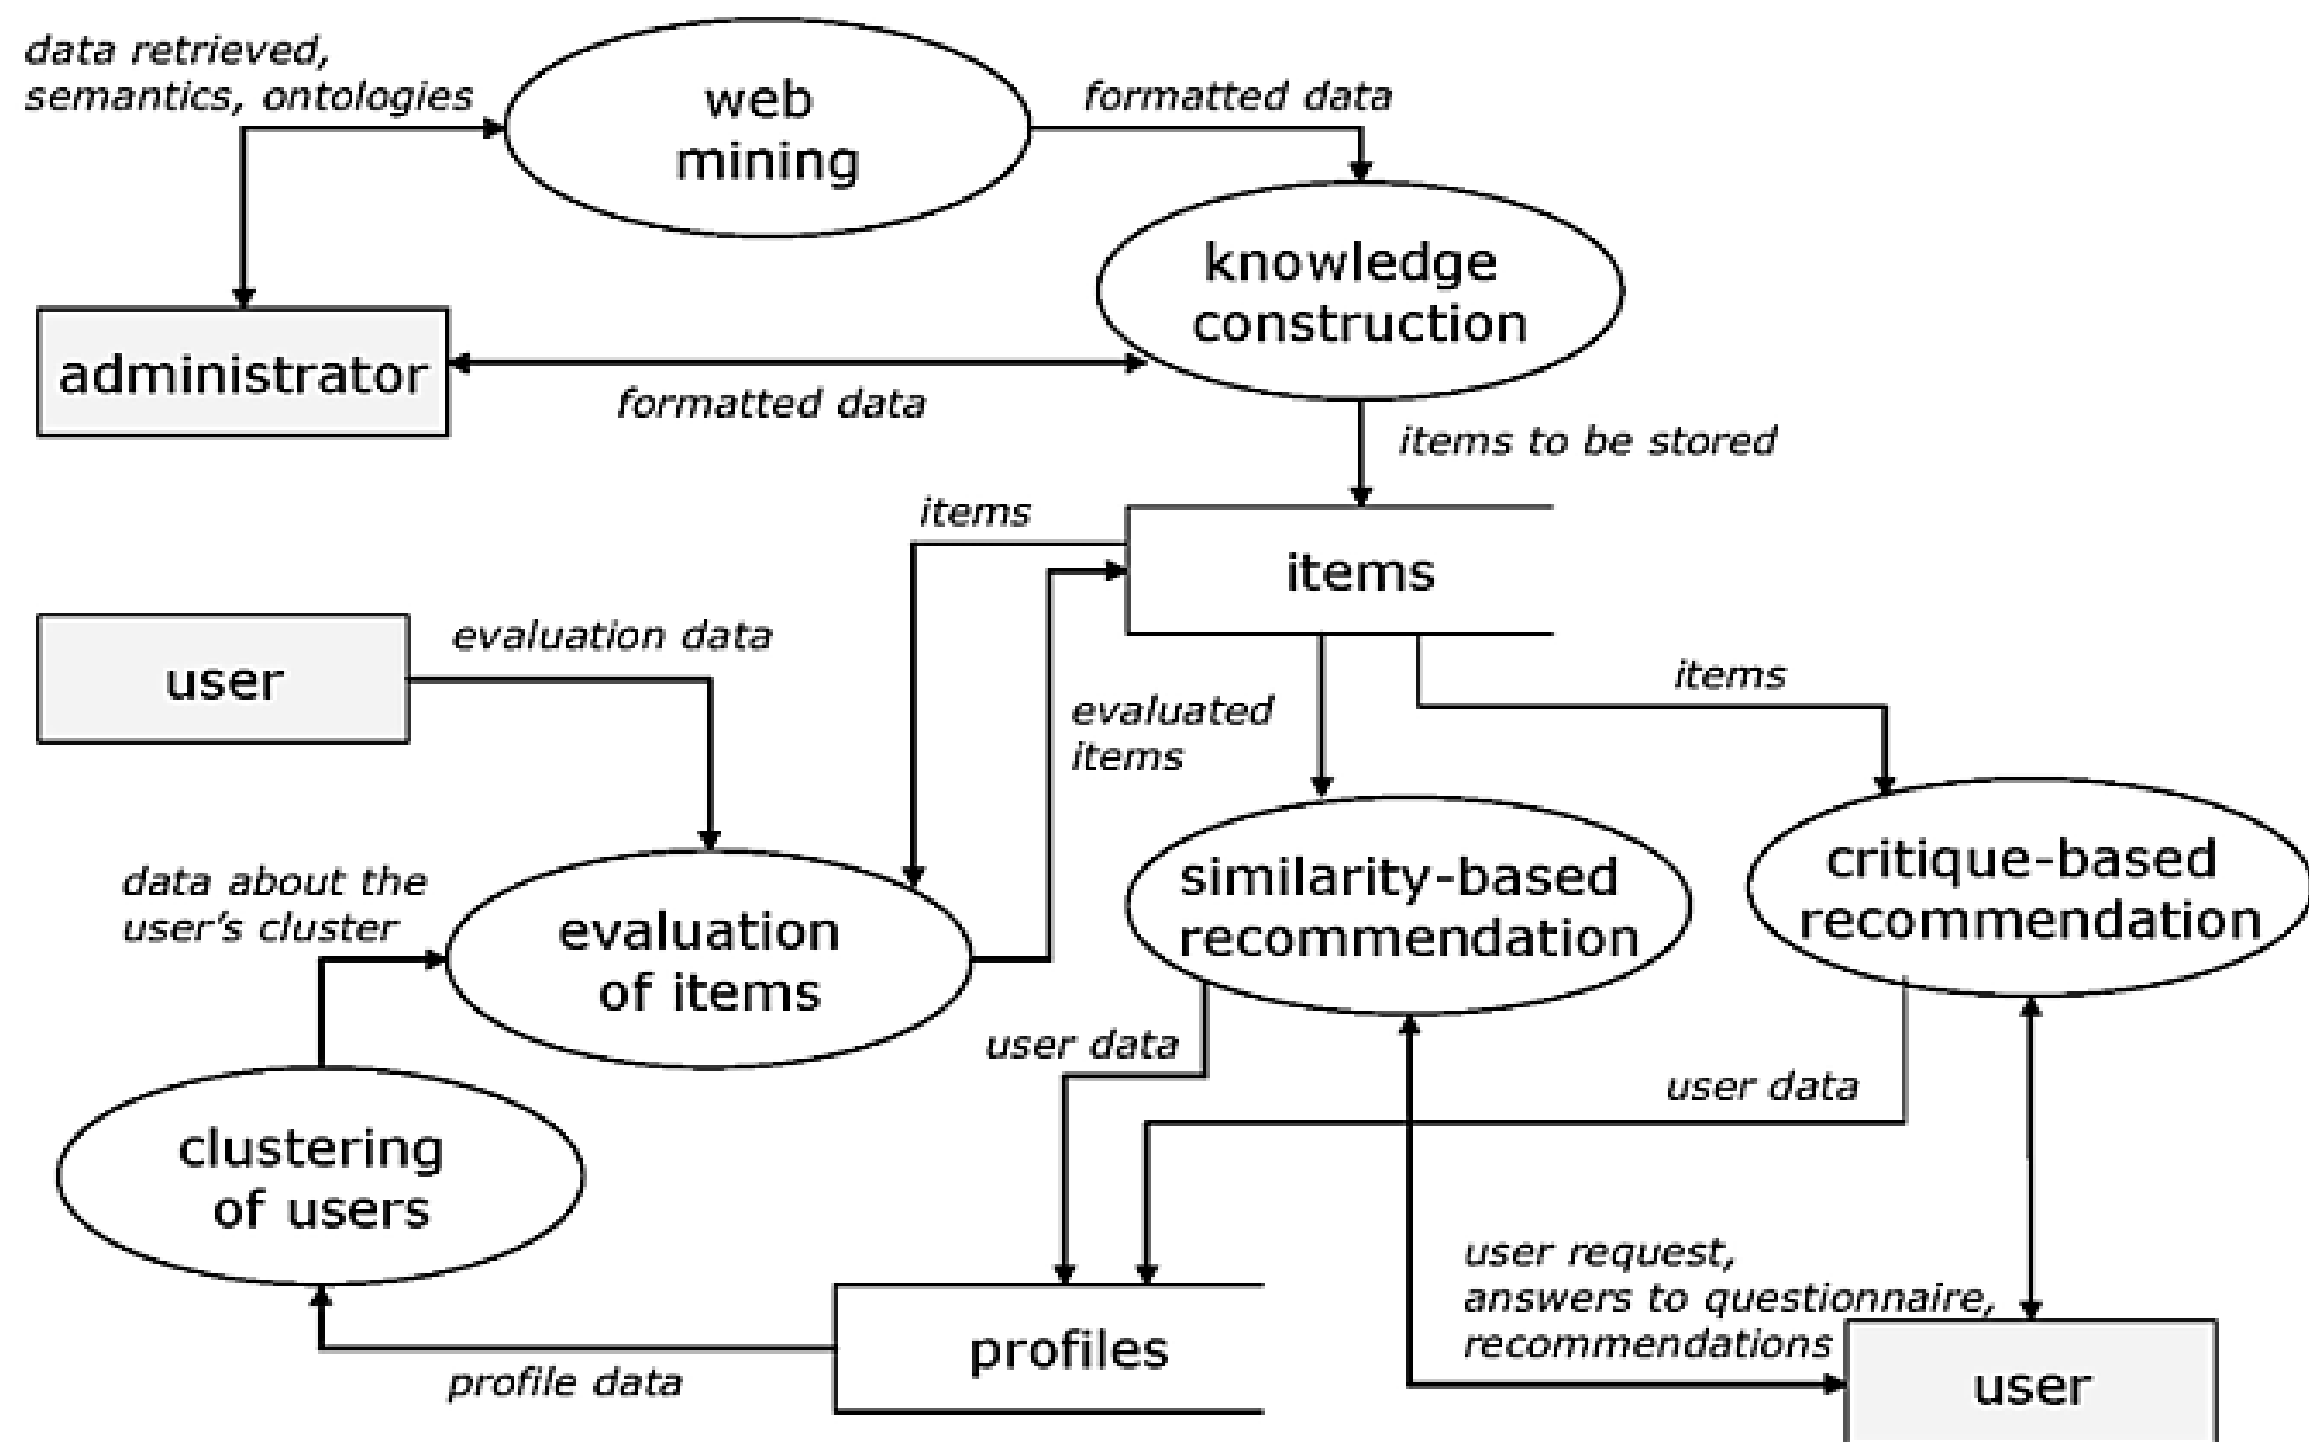 data retrieved,
semantics, ontologies
web
mining
formatted data
knowledge
construction
administrator
formatted data
items to be stored
items
items
user
evaluation data
evaluated
items
items
data about the
user's cluster
evaluation
of items
similarity-based
recommendation
critique-based
recommendation
user data
user data
clustering
of users
user request,
answers to questionnaire,
recommendations
profiles
profile data
user